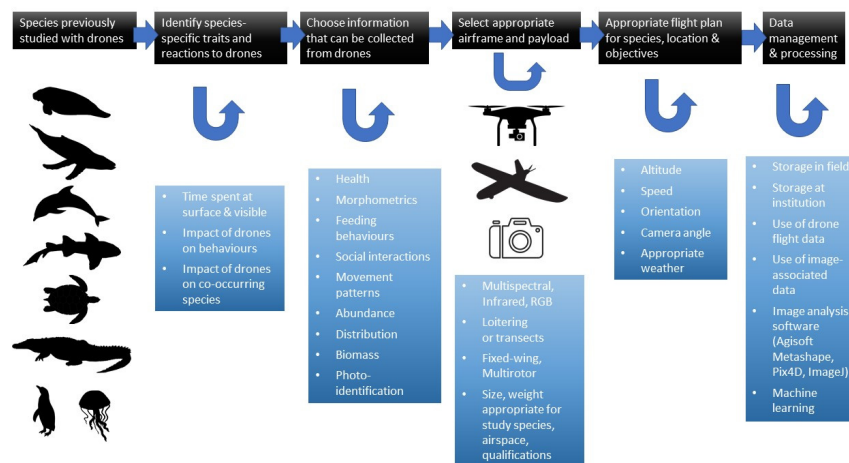 Species previously
studied with drones
Identify species-
specific traits and
reactions to drones
Choose information
that can be collected
from drones
Select appropriate
airframe and payload
Appropriate flight plan
for species, location &
objectives
Data
management
& processing
• Time spent at
surface & visible
• Impact of drones
on behaviours
• Impact of drones
on co-occurring
species
• Health
• Morphometrics
• Feeding
behaviours
• Social interactions
• Movement
patterns
• Abundance
• Distribution
• Biomass
• Photo-
identification
• Multispectral,
Infrared, RGB
• Loitering
or transects
• Fixed-wing,
Multirotor
• Size, weight
appropriate for
study species,
airspace,
qualifications
• Altitude
• Speed
• Orientation
• Camera angle
• Appropriate
weather
• Storage in field
• Storage at
institution
• Use of drone
flight data
• Use of image-
associated
data
• Image analysis
software
(Agisoft
Metashape,
Pix4D, ImageJ)
• Machine
learning